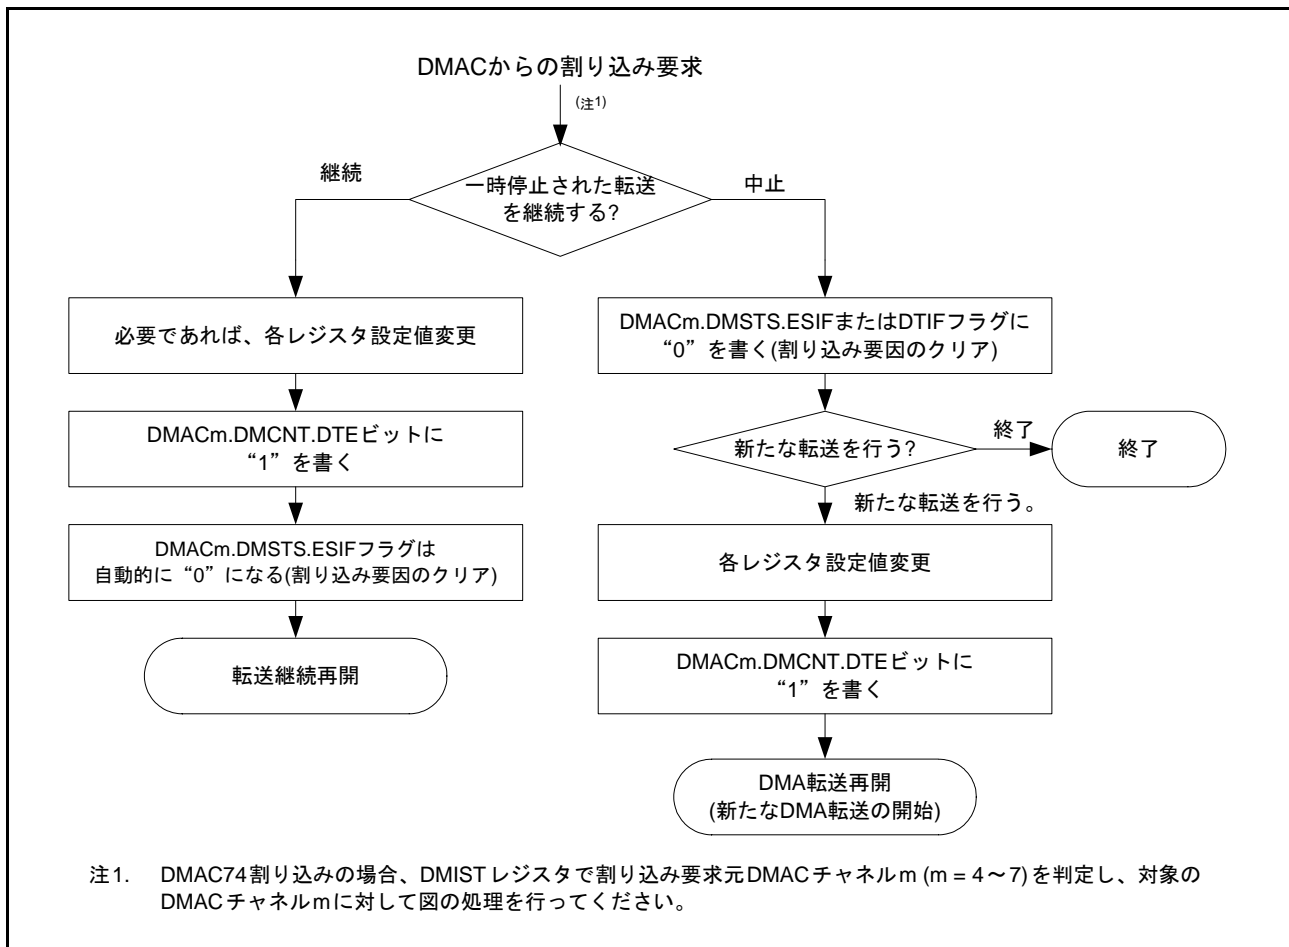 DMACからの割り込み要求
(注1)
一時停止された転送
を継続する?
継続
中止
必要であれば、各レジスタ設定値変更
DMACm.DMCNT.DTEビットに
“1”を書く
DMACm.DMSTS.ESIFフラグは
自動的に“0”になる(割り込み要因のクリア)
転送継続再開
DMACm.DMSTS.ESIFまたはDTIFフラグに
“0”を書く(割り込み要因のクリア)
新たな転送を行う?
終了
終了
新たな転送を行う。
各レジスタ設定値変更
DMACm.DMCNT.DTEビットに
“1”を書く
DMA転送再開
(新たなDMA転送の開始)
注1. DMAC74割り込みの場合、DMISTレジスタで割り込み要求元DMACチャネルm (m = 4～7)を判定し、対象の
DMACチャネルmに対して図の処理を行ってください。